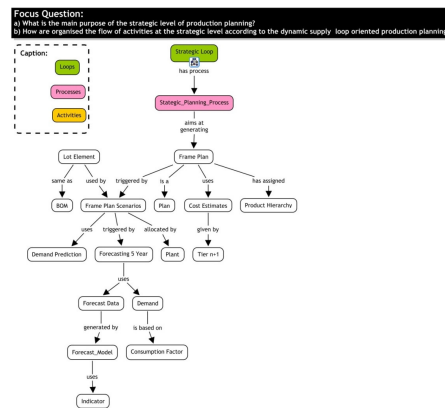 Focus Question:
a) What is the main purpose of the strategic level of production planning?
b) How are organised the flow of activities at the strategic level according to the dynamic supply loop oriented production planning
Caption:
Loops
Processes
Activities
Strategic Loop
has process
Stategic_Planning_Process
aims at
generating
Lot Element
Frame Plan
same as
used by
triggered by
is a
uses
has assigned
BOM
Frame Plan Scenarios
Plan
Cost Estimates
Product Hierarchy
uses
triggered by
allocated by
given by
Demand Prediction
Forecasting 5 Year
Plant
Tier n+1
uses
Forecast Data
Demand
generated by
is based on
Forecast_Model
Consumption Factor
uses
Indicator